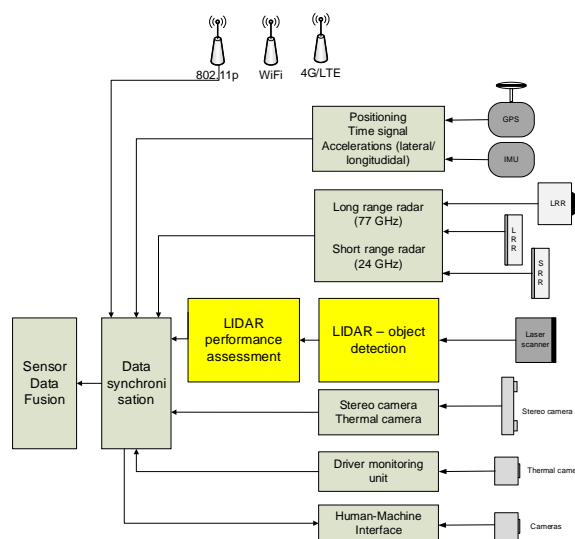 802.11p
WiFi
4G/LTE
Positioning
Time signal
Accelerations (lateral/
longitudidal)
GPS
IMU
Long range radar
(77 GHz)
Short range radar
(24 GHz)
LRR
L
R
R
S
R
R
LIDAR
performance
assessment
LIDAR – object
detection
Laser
scanner
Sensor
Data
Fusion
Data
synchroni
sation
Stereo camera
Thermal camera
Stereo camera
Driver monitoring
unit
Thermal came
Human-Machine
Interface
Cameras